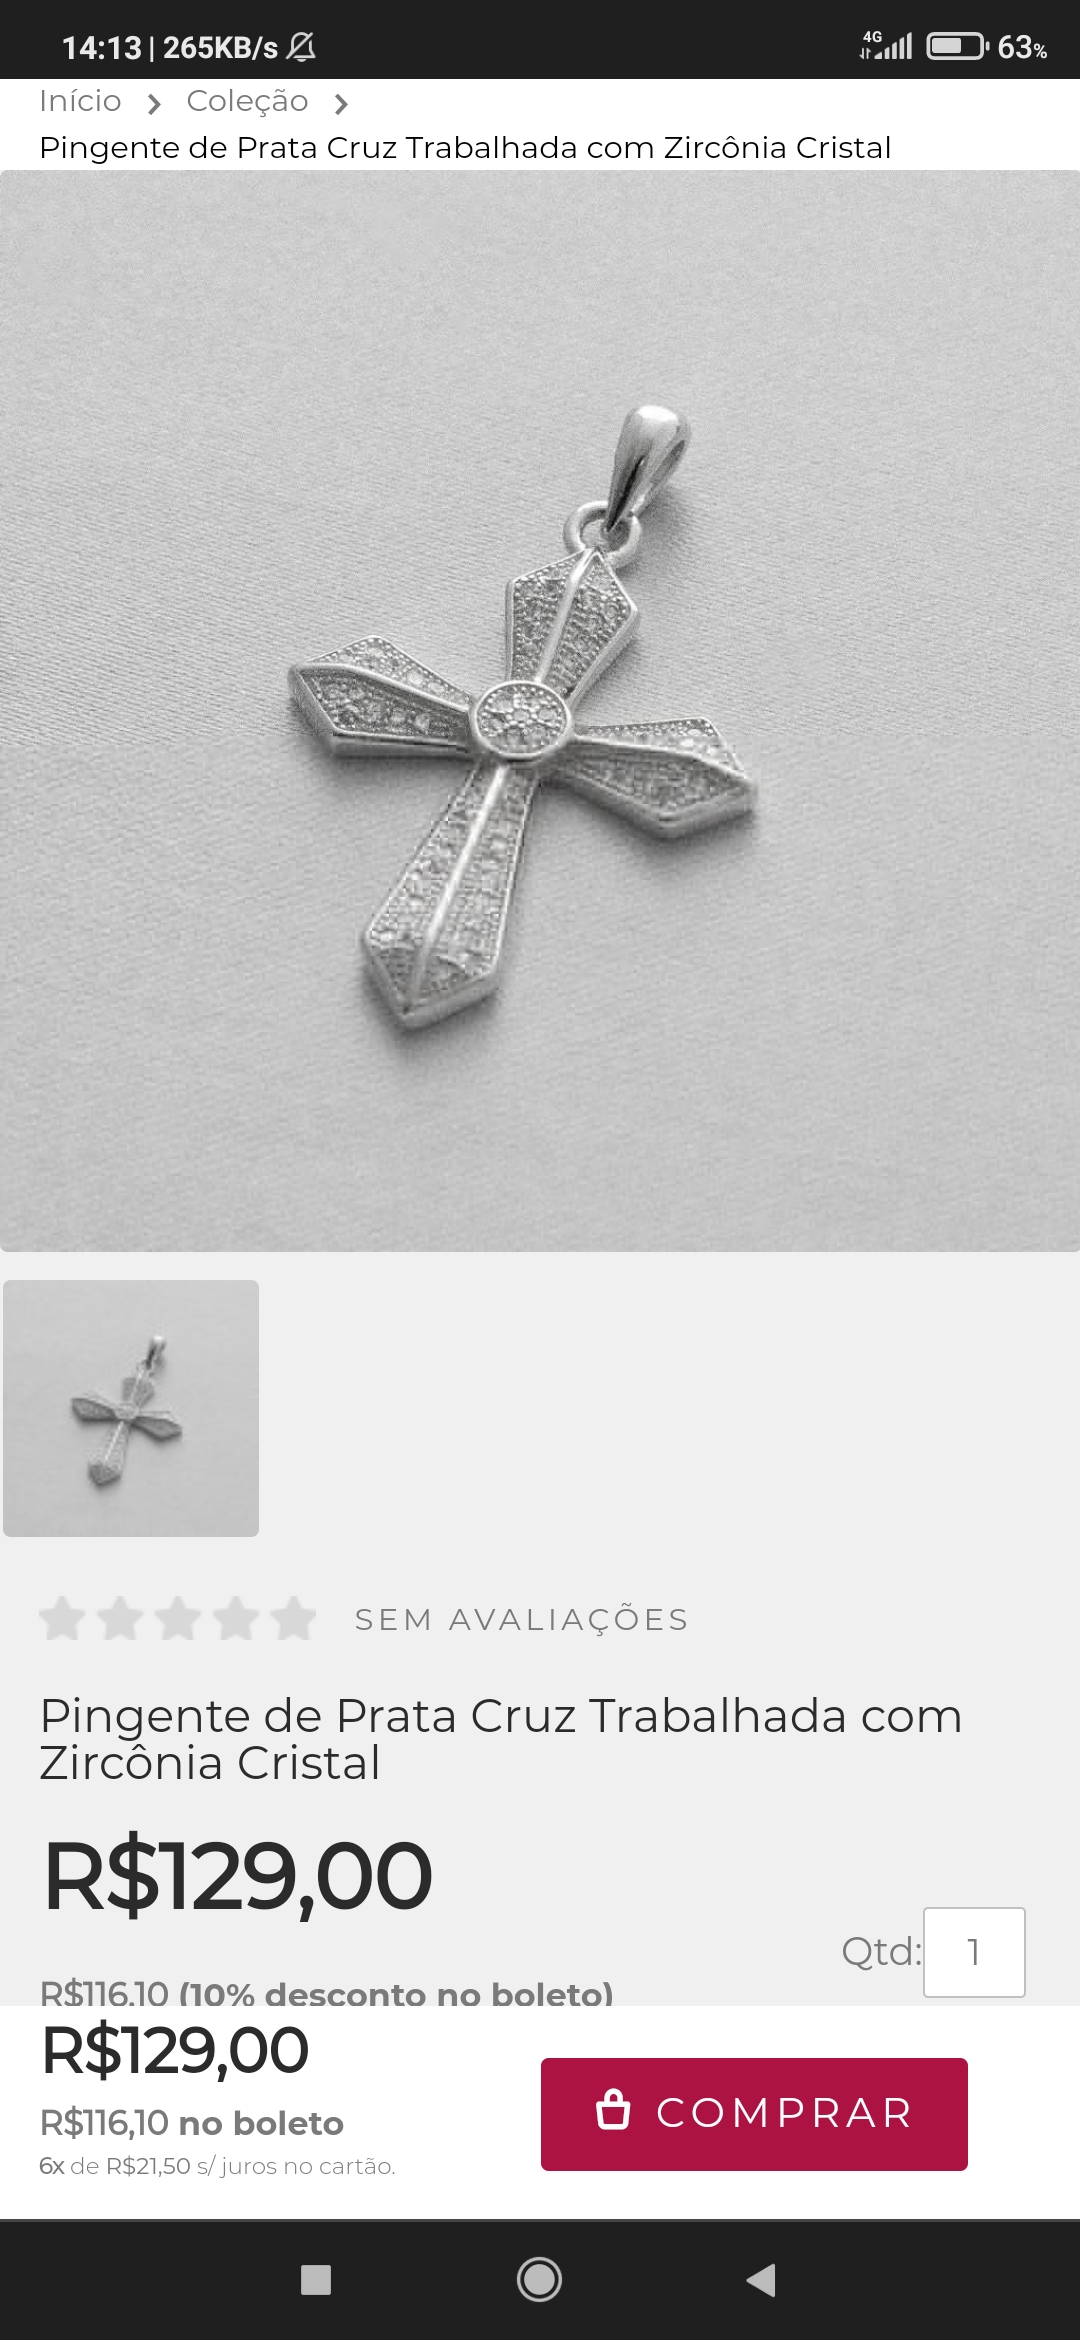 14:13 | 265KB/s
4G
63%
Início > Coleção >
Pingente de Prata Cruz Trabalhada com Zircônia Cristal
SEM AVALIAÇÕES
Pingente de Prata Cruz Trabalhada com
Zircônia Cristal
R$129,00
Qtd: 1
R$116,10 (10% desconto no boleto)
R$129,00
R$116,10 no boleto
6x de R$21,50 s/ juros no cartão.
COMPRAR